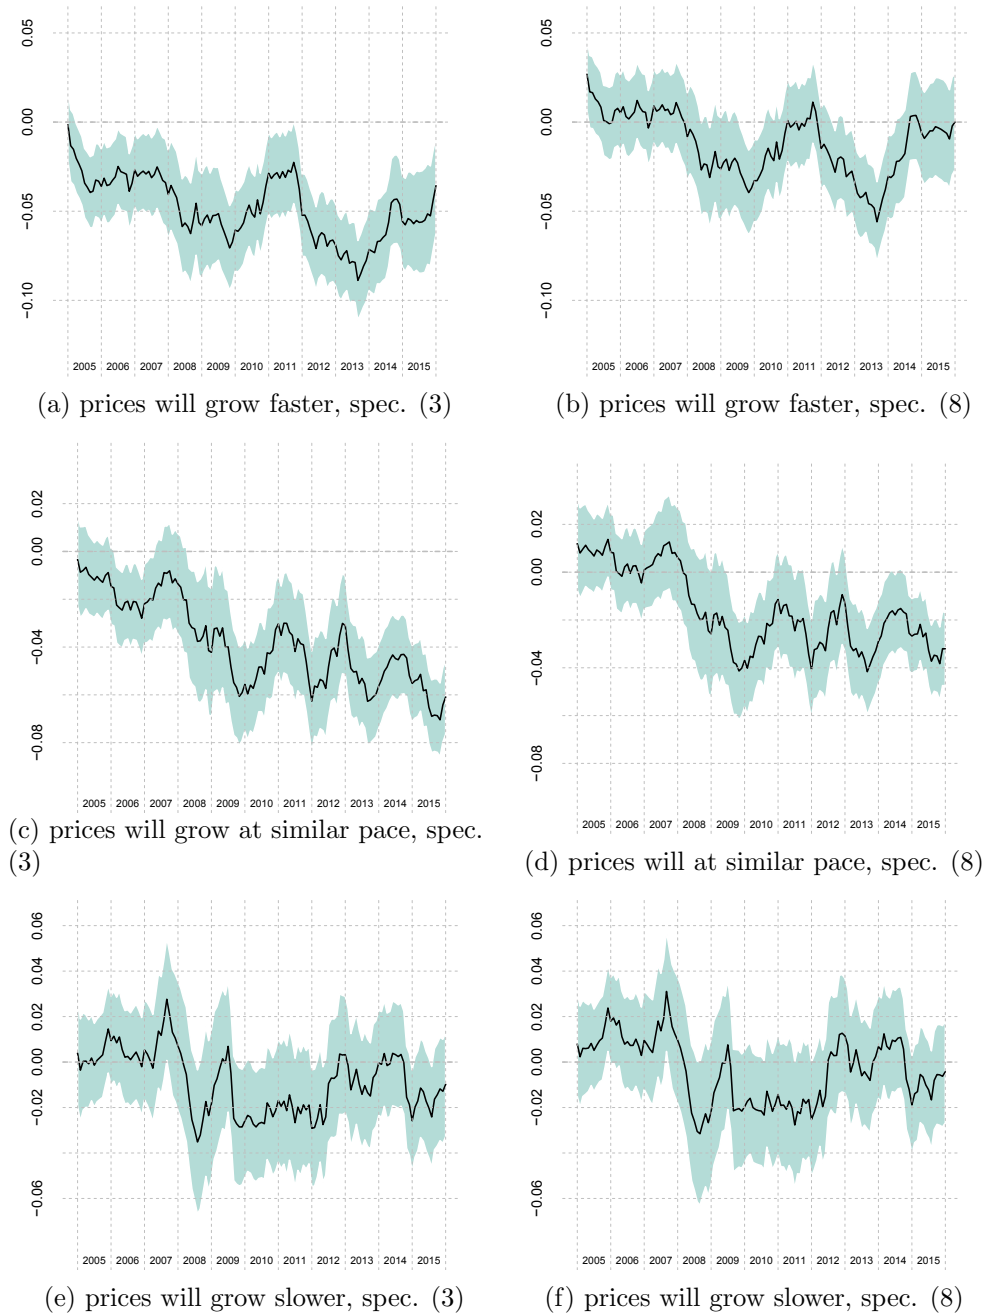 0.05
0.00
−0.05
−0.10
2005 2006 2007 2008 2009 2010 2011 2012 2013 2014 2015
(a) prices will grow faster, spec. (3)
0.05
0.00
−0.05
−0.10
2005 2006 2007 2008 2009 2010 2011 2012 2013 2014 2015
(b) prices will grow faster, spec. (8)
0.02
0.00
−0.04
−0.08
2005 2006 2007 2008 2009 2010 2011 2012 2013 2014 2015
(c) prices will grow at similar pace, spec.
(3)
0.02
0.00
−0.04
−0.08
2005 2006 2007 2008 2009 2010 2011 2012 2013 2014 2015
(d) prices will at similar pace, spec. (8)
0.06
0.04
0.02
0.00
−0.02
−0.06
2005 2006 2007 2008 2009 2010 2011 2012 2013 2014 2015
(e) prices will grow slower, spec. (3)
0.06
0.04
0.02
0.00
−0.02
−0.06
2005 2006 2007 2008 2009 2010 2011 2012 2013 2014 2015
(f) prices will grow slower, spec. (8)